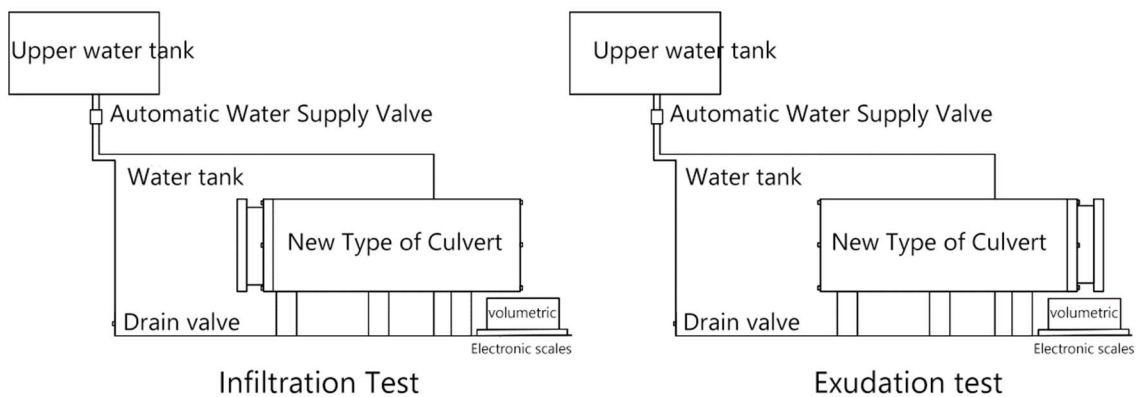 Upper water tank
Automatic Water Supply Valve
Water tank
New Type of Culvert
Drain valve
volumetric
Electronic scales
Infiltration Test
Upper water tank
Automatic Water Supply Valve
Water tank
New Type of Culvert
volumetric
Drain valve
Electronic scales
Exudation test